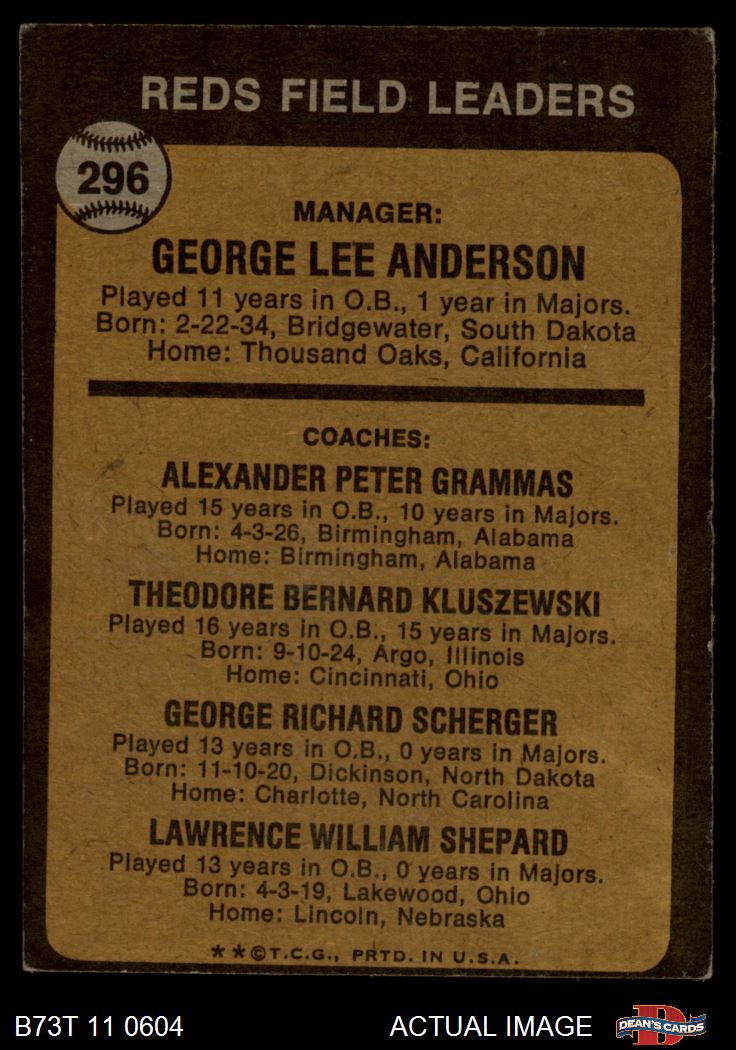 REDS FIELD LEADERS
296
MANAGER:
GEORGE LEE ANDERSON
Played 11 years in O.B., 1 year in Majors.
Born: 2-22-34, Bridgewater, South Dakota
Home: Thousand Oaks, California
COACHES:
ALEXANDER PETER GRAMMAS
Played 15 years in O.B., 10 years in Majors.
Born: 4-3-26, Birmingham, Alabama
Home: Birmingham, Alabama
THEODORE BERNARD KLUSZEWSKI
Played 16 years in O.B., 15 years in Majors.
Born: 9-10-24, Argo, Illinois
Home: Cincinnati, Ohio
GEORGE RICHARD SCHERGER
Played 13 years in O.B., 0 years in Majors.
Born: 11-10-20, Dickinson, North Dakota
Home: Charlotte, North Carolina
LAWRENCE WILLIAM SHEPARD
Played 13 years in O.B., 0 years in Majors.
Born: 4-3-19, Lakewood, Ohio
Home: Lincoln, Nebraska
**©T.C.G., PRTD. IN U.S.A.
B73T 11 0604 ACTUAL IMAGE
D
DEAN'S CARDS